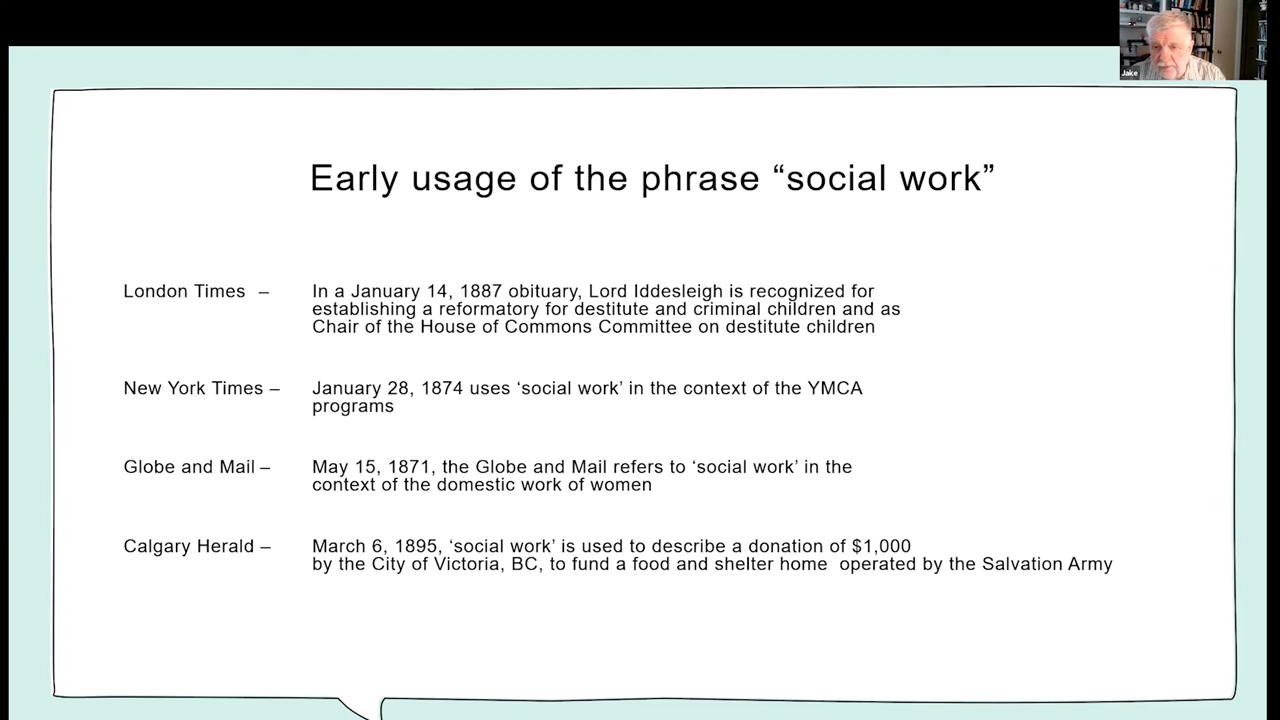 Jake
Early usage of the phrase “social work”
London Times – In a January 14, 1887 obituary, Lord Iddesleigh is recognized for
establishing a reformatory for destitute and criminal children and as
Chair of the House of Commons Committee on destitute children
New York Times – January 28, 1874 uses ‘social work’ in the context of the YMCA
programs
Globe and Mail – May 15, 1871, the Globe and Mail refers to ‘social work’ in the
context of the domestic work of women
Calgary Herald – March 6, 1895, ‘social work’ is used to describe a donation of $1,000
by the City of Victoria, BC, to fund a food and shelter home operated by the Salvation Army